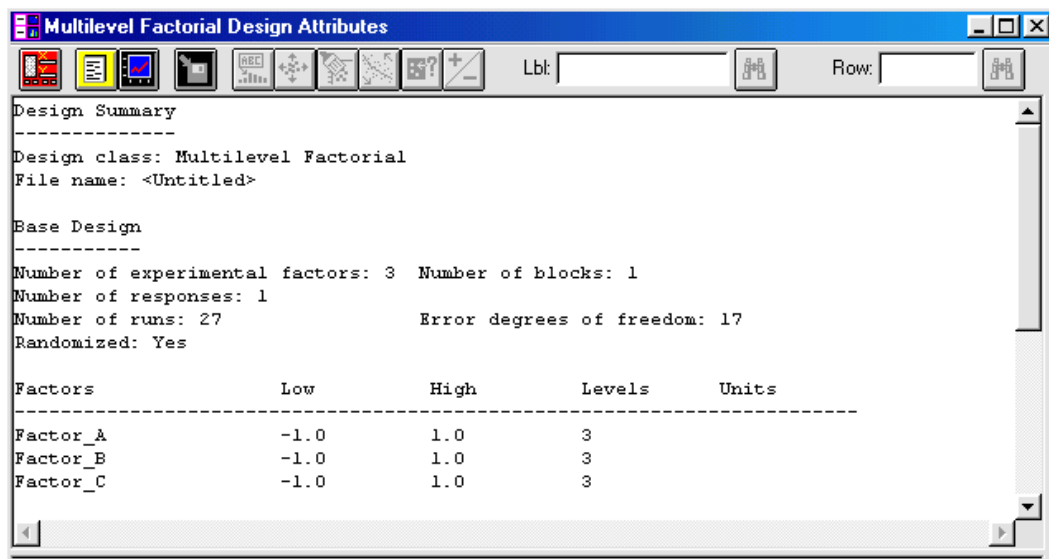 Multilevel Factorial Design Attributes
Lbl: Row:
Design Summary
--------------
Design class: Multilevel Factorial
File name: <Untitled>
Base Design
-----------
Number of experimental factors: 3 Number of blocks: 1
Number of responses: 1
Number of runs: 27 Error degrees of freedom: 17
Randomized: Yes
Factors Low High Levels Units
-------------------------------------------------------------------------
Factor_A -1.0 1.0 3
Factor_B -1.0 1.0 3
Factor_C -1.0 1.0 3